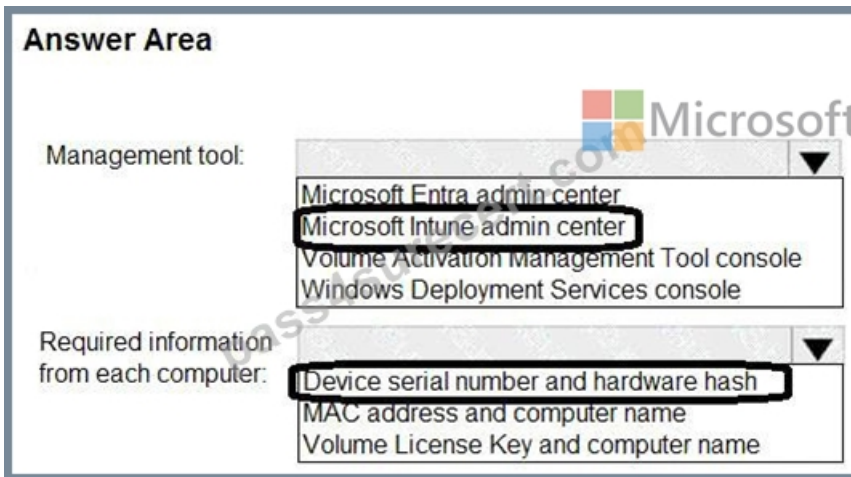 Answer Area
Microsoft
Management tool:
Microsoft Entra admin center
Microsoft Intune admin center
Volume Activation Management Tool console
Windows Deployment Services console
Required information
from each computer:
Device serial number and hardware hash
MAC address and computer name
Volume License Key and computer name
pass4surecert.com